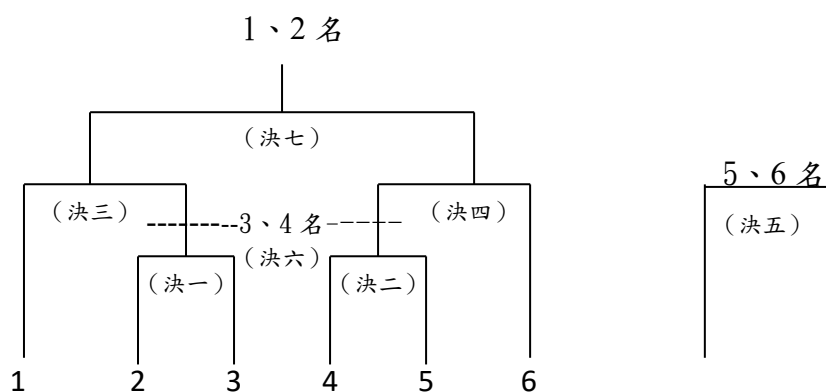 1、2 名
（決七）
5、6 名
（決三）
3、4 名
（決四）
（決五）
（決六）
（決一）
（決二）
1 2 3 4 5 6